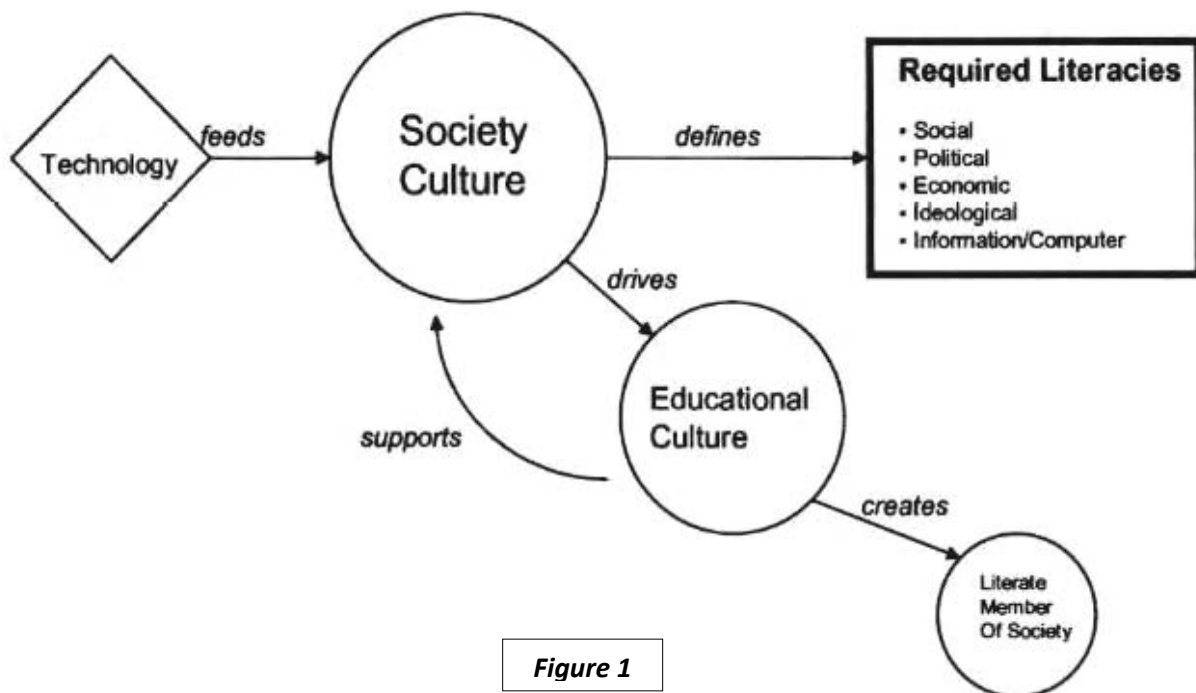 Technology
feeds
Society
Culture
defines
Required Literacies
• Social
• Political
• Economic
• Ideological
• Information/Computer
drives
supports
Educational
Culture
creates
Literate
Member
Of Society
Figure 1